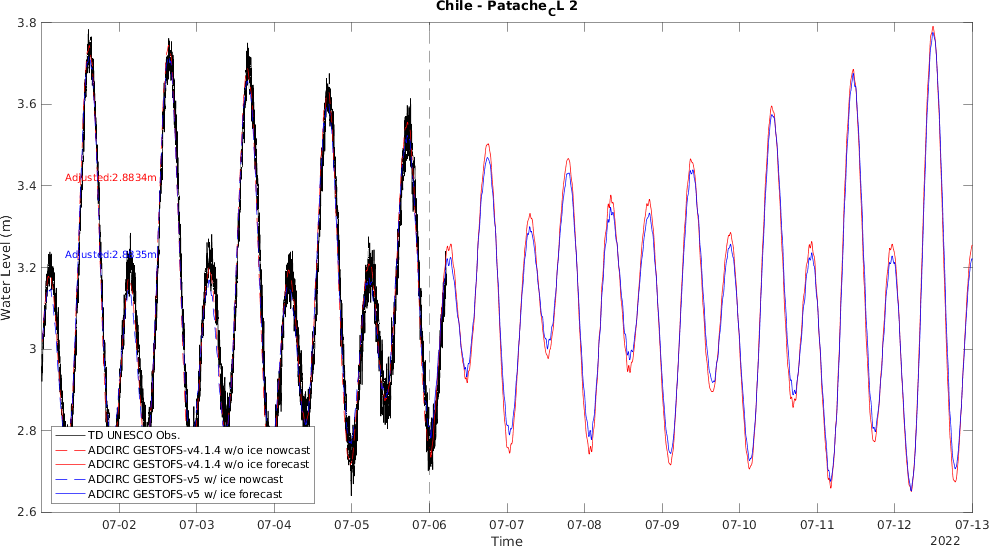 Chile - Patache_CL 2
3.8
3.6
3.4
3.2
3
2.8
2.6
Water Level (m)
Adjusted:2.8834m
Adjusted:2.8435m
TD UNESCO Obs.
ADCIRC GESTOFS-v4.1.4 w/o ice nowcast
ADCIRC GESTOFS-v4.1.4 w/o ice forecast
ADCIRC GESTOFS-v5 w/ ice nowcast
ADCIRC GESTOFS-v5 w/ ice forecast
07-02 07-03 07-04 07-05 07-06 07-07 07-08 07-09 07-10 07-11 07-12 07-13
Time
2022